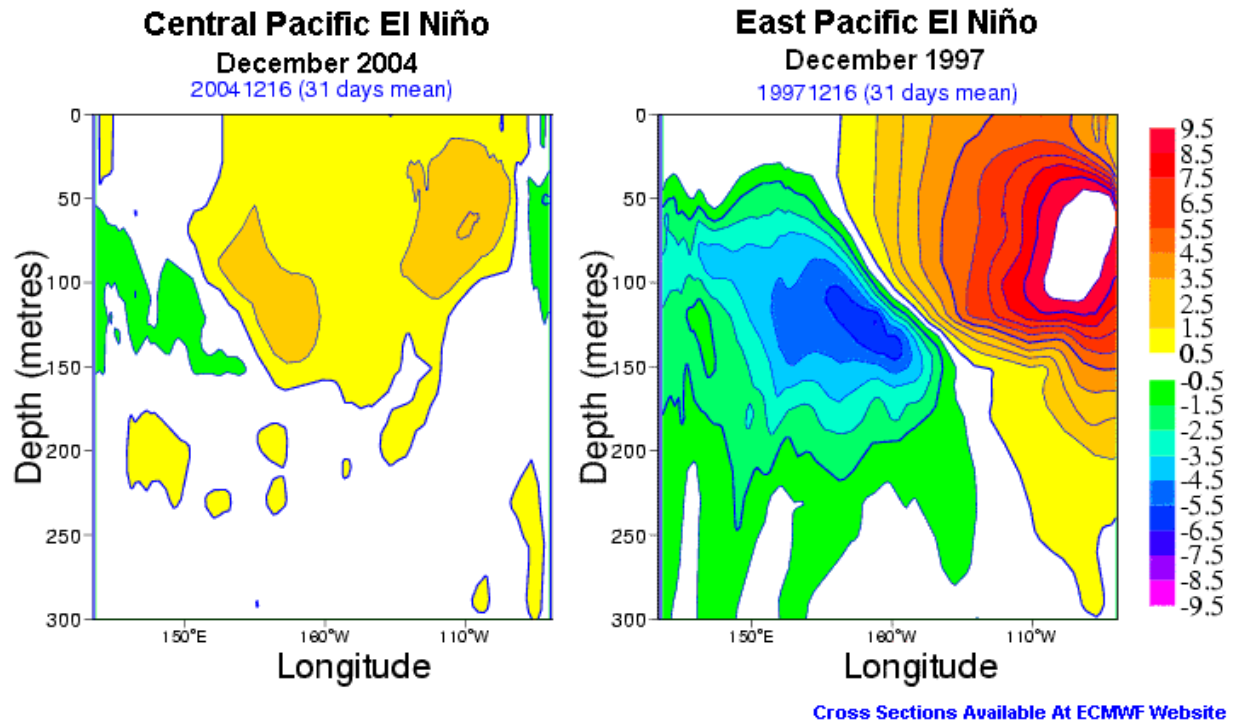 Central Pacific El Niño
December 2004
20041216 (31 days mean)
0
50
100
150
200
250
300
Depth (metres)
150°E
160°W
110°W
Longitude
East Pacific El Niño
December 1997
19971216 (31 days mean)
0
50
100
150
200
250
300
Depth (metres)
150°E
160°W
110°W
Longitude
9.5
8.5
7.5
6.5
5.5
4.5
3.5
2.5
1.5
0.5
-0.5
-1.5
-2.5
-3.5
-4.5
-5.5
-6.5
-7.5
-8.5
-9.5
Cross Sections Available At ECMWF Website